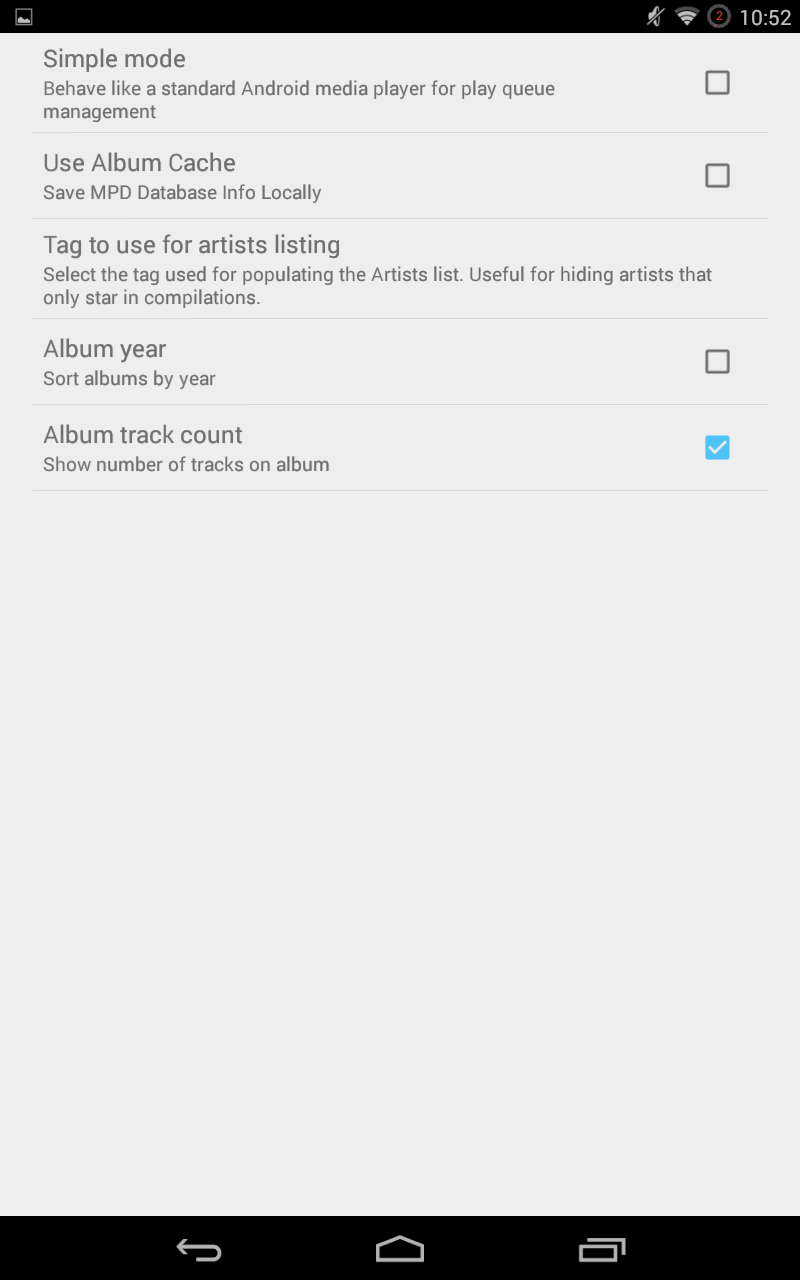 2 10:52
Simple mode
Behave like a standard Android media player for play queue
management
Use Album Cache
Save MPD Database Info Locally
Tag to use for artists listing
Select the tag used for populating the Artists list. Useful for hiding artists that
only star in compilations.
Album year
Sort albums by year
Album track count
Show number of tracks on album